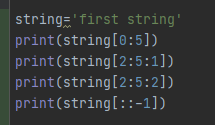 string='first string'
print(string[0:5])
print(string[2:5:1])
print(string[2:5:2])
print(string[::-1])